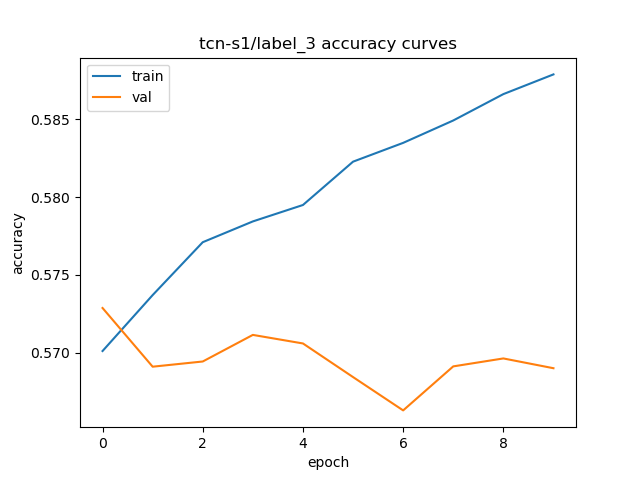 tcn-s1/label_3 accuracy curves
train
val
0.585
0.580
0.575
0.570
accuracy
0 2 4 6 8
epoch